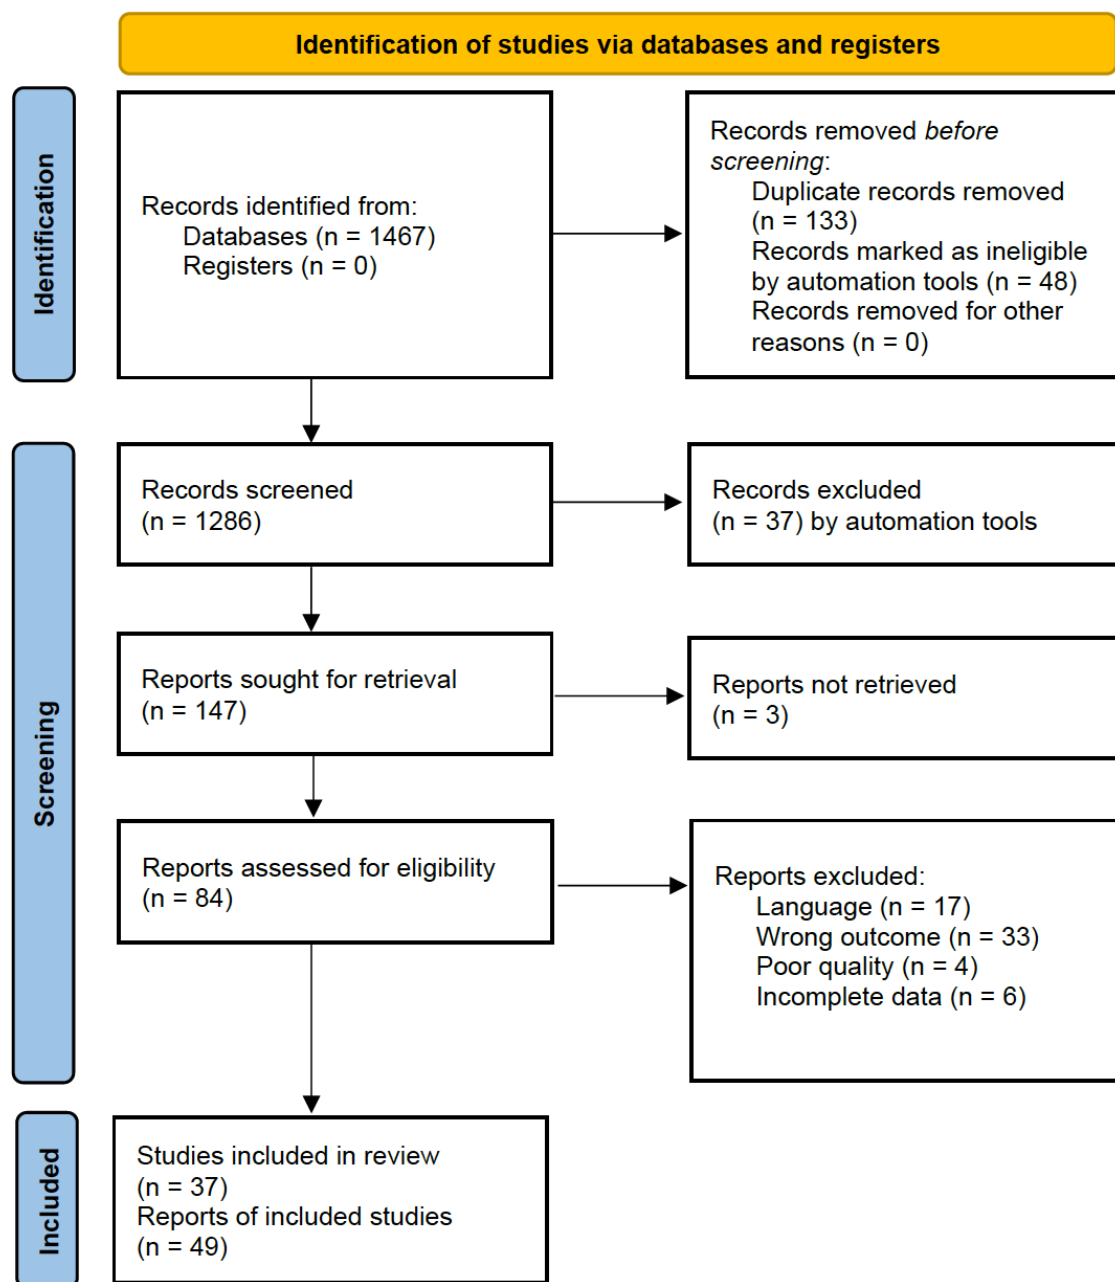 Identification of studies via databases and registers
Identification
Records identified from:
Databases (n = 1467)
Registers (n = 0)
Records removed before
screening:
Duplicate records removed
(n = 133)
Records marked as ineligible
by automation tools (n = 48)
Records removed for other
reasons (n = 0)
Screening
Records screened
(n = 1286)
Records excluded
(n = 37) by automation tools
Reports sought for retrieval
(n = 147)
Reports not retrieved
(n = 3)
Reports assessed for eligibility
(n = 84)
Reports excluded:
Language (n = 17)
Wrong outcome (n = 33)
Poor quality (n = 4)
Incomplete data (n = 6)
Included
Studies included in review
(n = 37)
Reports of included studies
(n = 49)